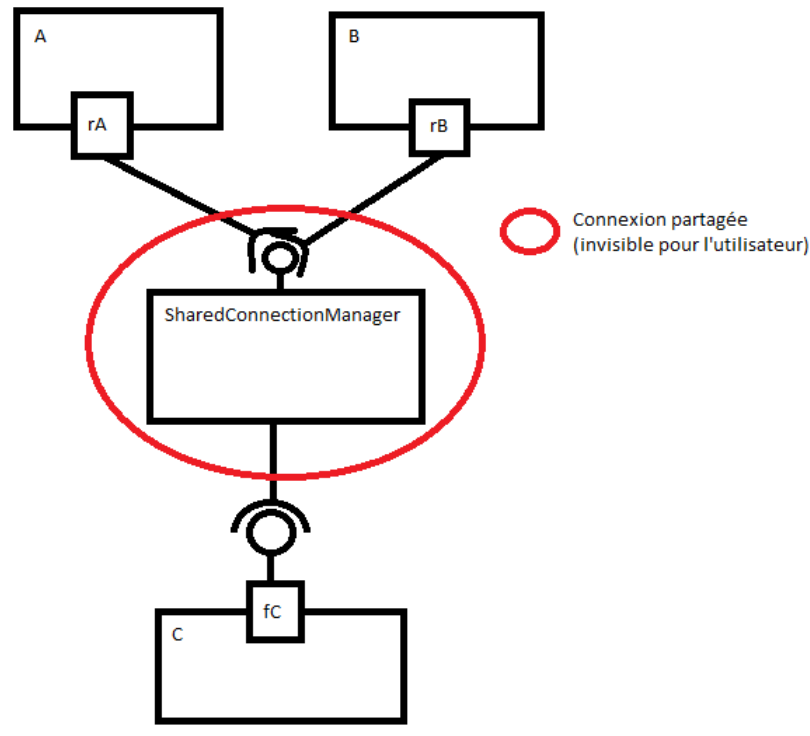 A
B
rA
rB
Connexion partagée
(invisible pour l'utilisateur)
SharedConnectionManager
fC
C